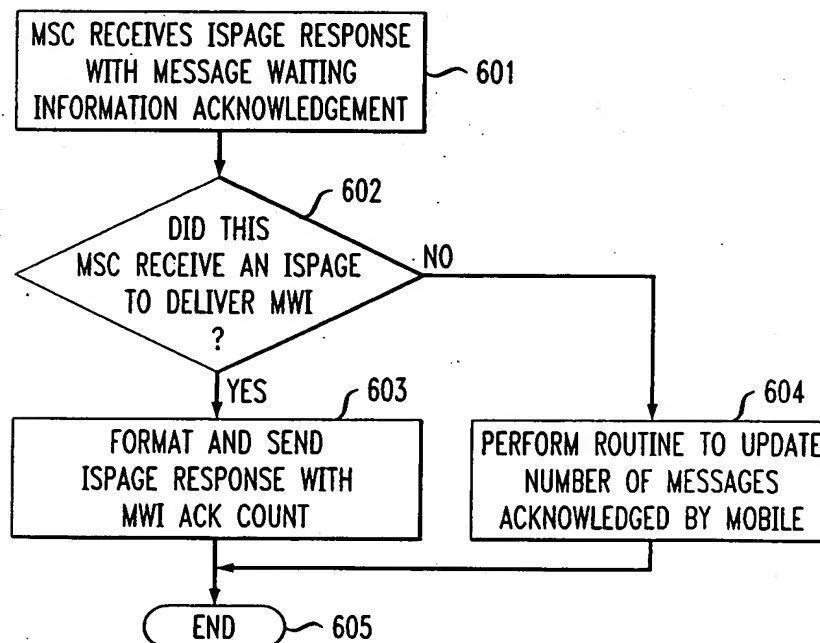 MSC RECEIVES ISPAGE RESPONSE
WITH MESSAGE WAITING
INFORMATION ACKNOWLEDGEMENT
601
602
DID THIS
MSC RECEIVE AN ISPAGE
TO DELIVER MWI
?
NO
YES
603
FORMAT AND SEND
ISPAGE RESPONSE WITH
MWI ACK COUNT
604
PERFORM ROUTINE TO UPDATE
NUMBER OF MESSAGES
ACKNOWLEDGED BY MOBILE
END
605